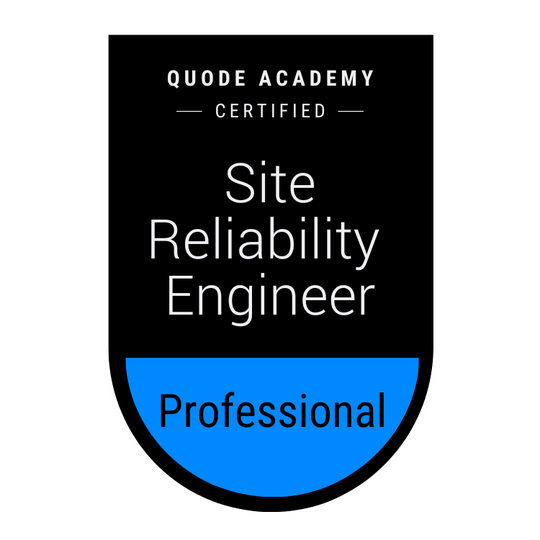 QUODE ACADEMY
CERTIFIED
Site
Reliability
Engineer
Professional